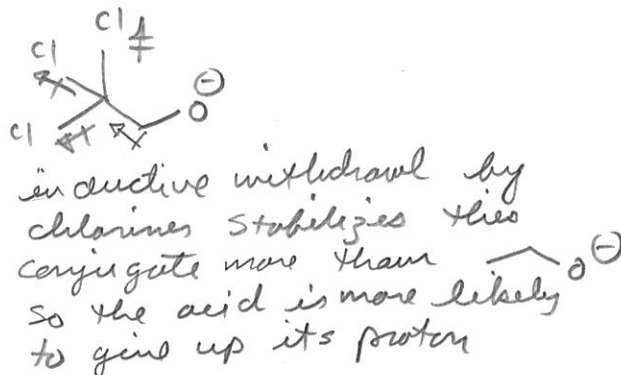 Cl
Cl
Cl
O ⊖
inductive withdrawl by
chlorines stabilizes this
conjugate more than O ⊖
so the acid is more likely
to give up its proton